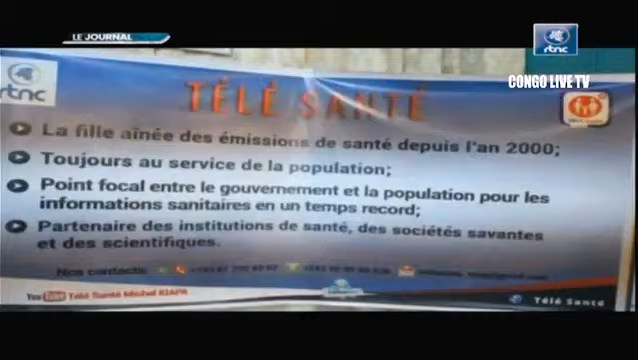 LE JOURNAL
rtnc
CONGO LIVE TV
rtnc
TÉLÉ SANTÉ
La fille aînée des émissions de santé depuis l'an 2000;
Toujours au service de la population;
Point focal entre le gouvernement et la population pour les
informations sanitaires en un temps record;
Partenaire des institutions de santé, des sociétés savantes
et des scientifiques.
Nos contacts
You Tube Télé Santé Michel KIAPA
Télé Santé